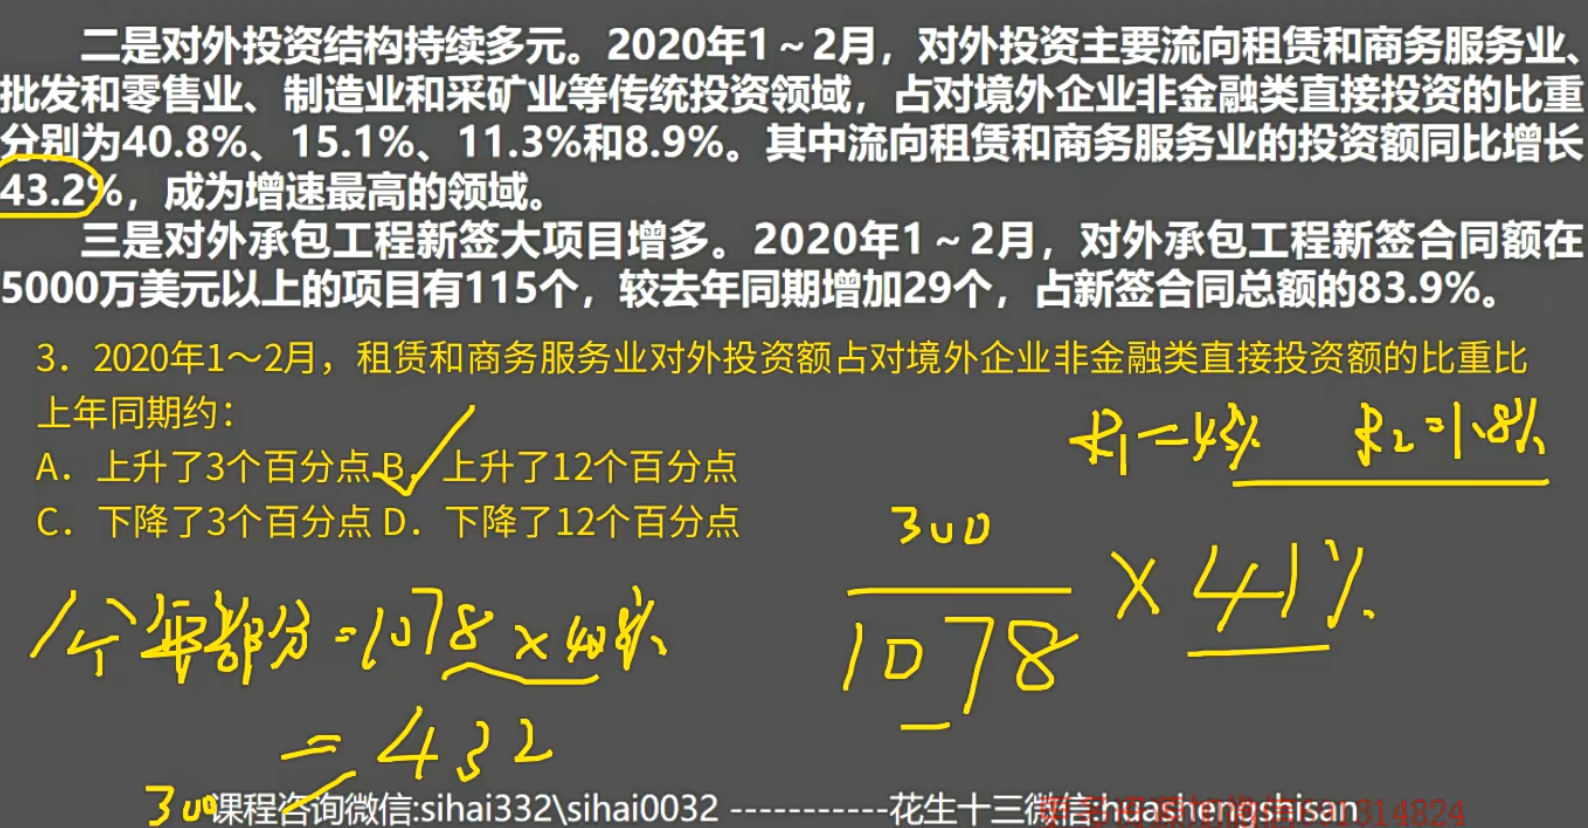 二是对外投资结构持续多元。2020年1～2月，对外投资主要流向租赁和商务服务业、
批发和零售业、制造业和采矿业等传统投资领域，占对境外企业非金融类直接投资的比重
分别为40.8%、15.1%、11.3%和8.9%。其中流向租赁和商务服务业的投资额同比增长
43.2%，成为增速最高的领域。
三是对外承包工程新签大项目增多。2020年1～2月，对外承包工程新签合同额在
5000万美元以上的项目有115个，较去年同期增加29个，占新签合同总额的83.9%。
3．2020年1～2月，租赁和商务服务业对外投资额占对境外企业非金融类直接投资额的比重比
上年同期约：
R₁=43% R₂=1.8%
A．上升了3个百分点 B．上升了12个百分点
C．下降了3个百分点 D．下降了12个百分点
300
1078 × 41%
部分=1078×40%
=432
300
课程咨询微信:sihai332\sihai0032 -----------花生十三微信:huashengshisan